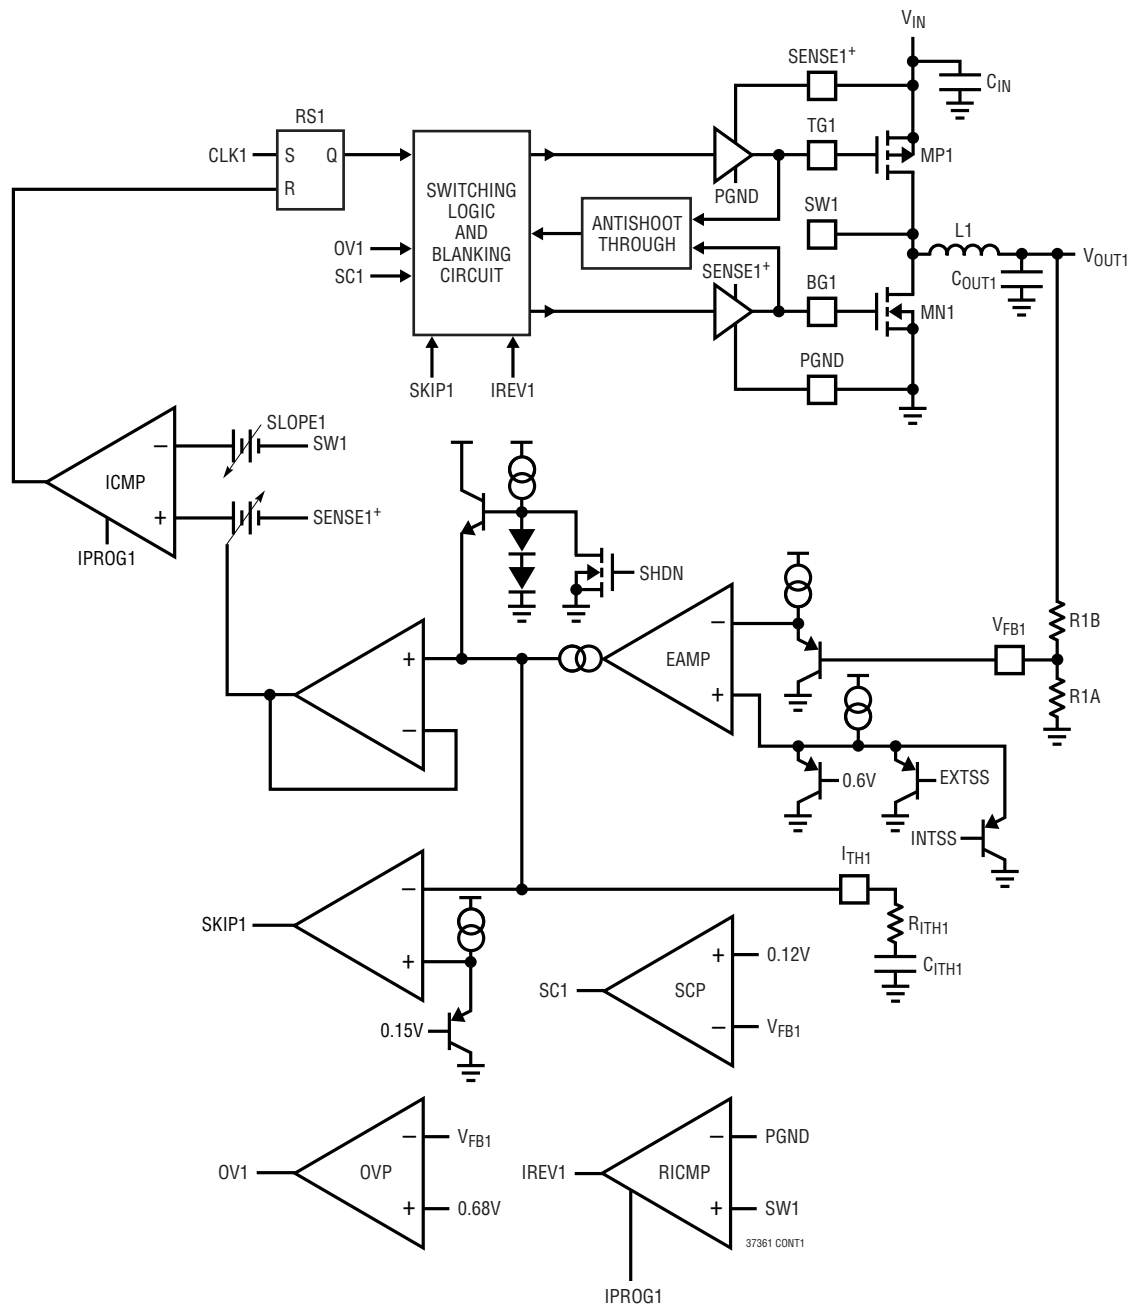 VIN
SENSE1+
CIN
RS1
TG1
CLK1
S
Q
R
MP1
PGND
SWITCHING
LOGIC
AND
BLANKING
CIRCUIT
ANTISHOOT
THROUGH
SW1
L1
OV1
SC1
SENSE1+
BG1
COUT1
VOUT1
MN1
PGND
SKIP1
IREV1
SLOPE1
–
SW1
ICMP
+
SENSE1+
IPROG1
SHDN
–
EAMP
+
VFB1
R1B
R1A
+
–
0.6V
EXTSS
INTSS
ITH1
–
SKIP1
+
RITH1
CITH1
+
0.12V
SC1
SCP
–
VFB1
0.15V
–
VFB1
OV1
OVP
+
0.68V
–
PGND
IREV1
RICMP
+
SW1
37361 CONT1
IPROG1